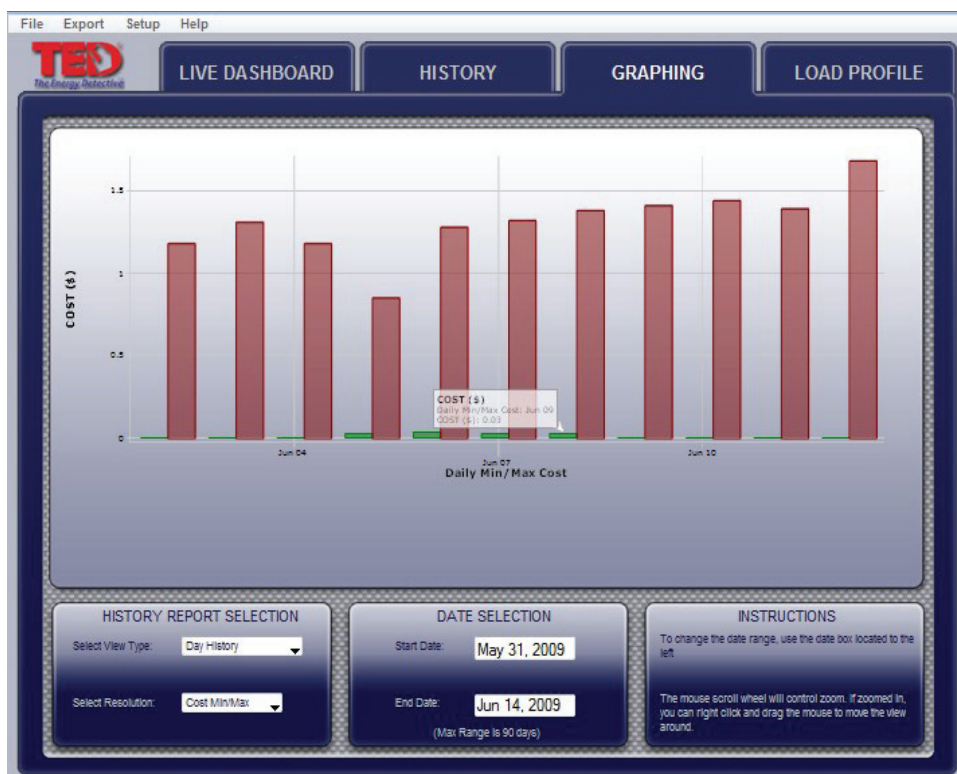 File Export Setup Help
TED®
The Energy Detective
LIVE DASHBOARD
HISTORY
GRAPHING
LOAD PROFILE
1.5
1
0.5
0
COST ($)
COST ($)
Daily Min/Max Cost: Jun 09
COST ($): 0.03
Jun 04
Jun 07
Jun 10
Daily Min/Max Cost
HISTORY REPORT SELECTION
Select View Type: Day History
Select Resolution: Cost Min/Max
DATE SELECTION
Start Date: May 31, 2009
End Date: Jun 14, 2009
(Max Range is 90 days)
INSTRUCTIONS
To change the date range, use the date box located to the
left
The mouse scroll wheel will control zoom. If zoomed in,
you can right click and drag the mouse to move the view
around.